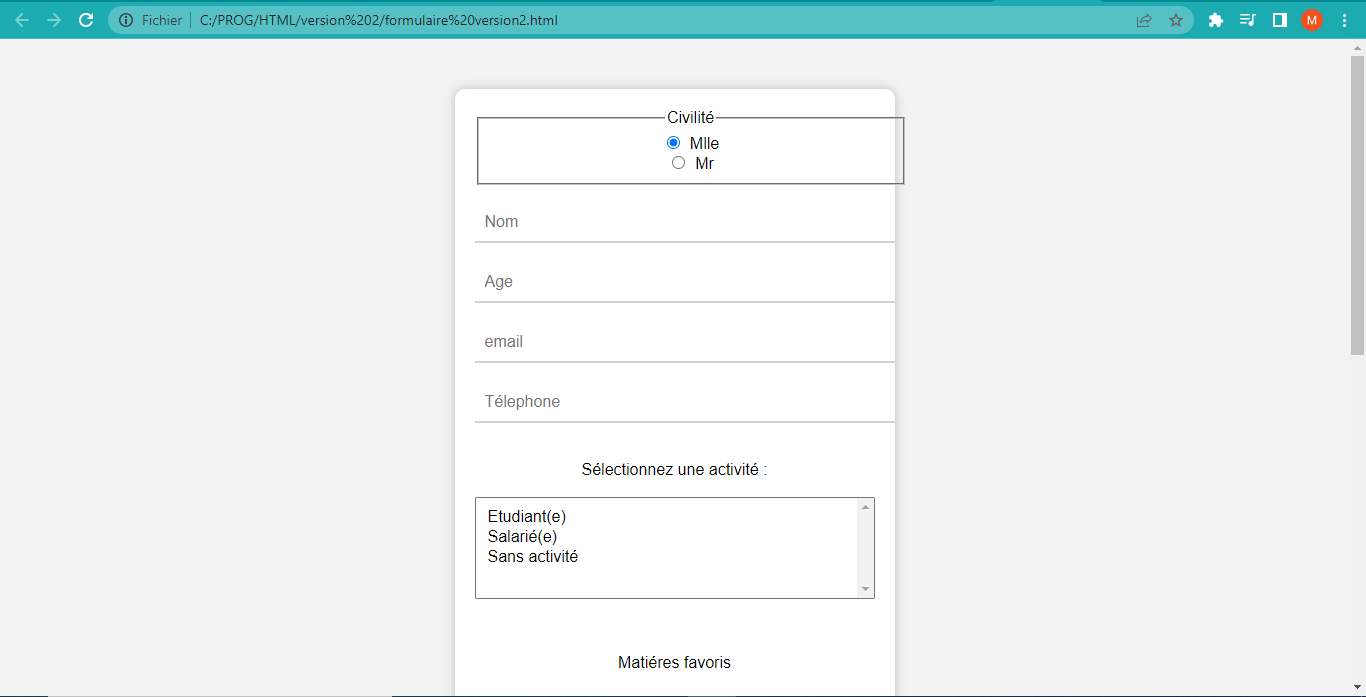 Fichier C:/PROG/HTML/version%202/formulaire%20version2.html
M
Civilité
Mlle
Mr
Nom
Age
email
Télephone
Sélectionnez une activité :
Etudiant(e)
Salarié(e)
Sans activité
Matiéres favoris